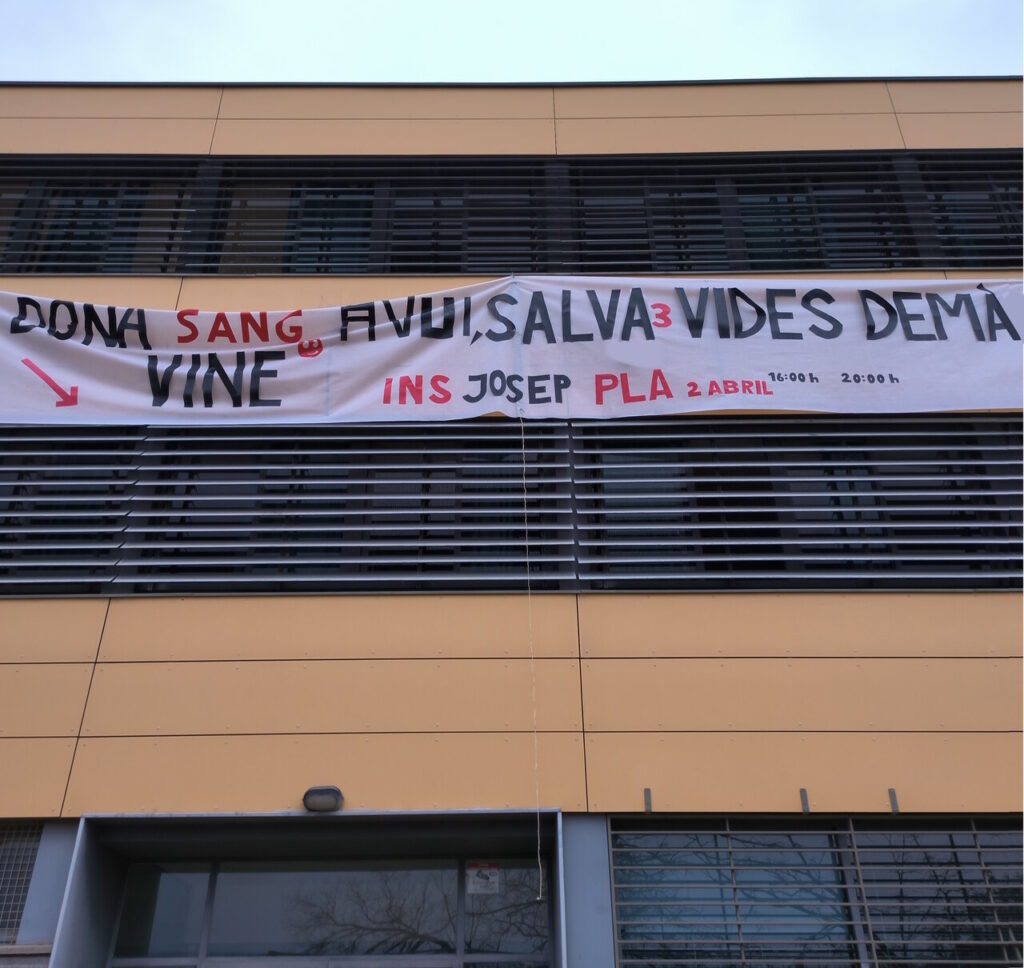 DONA SANG AVUI, SALVA 3 VIDES DEMÀ
VINE INS JOSEP PLA 2 ABRIL 16:00 h 20:00 h